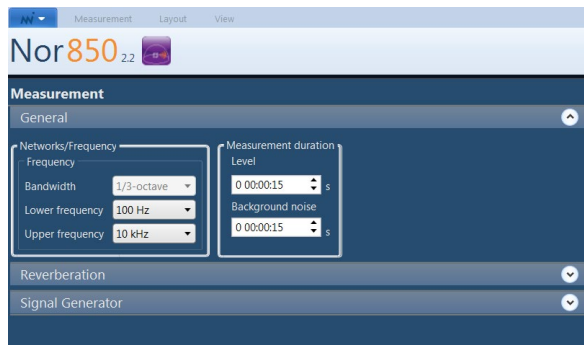 Measurement Layout View
Nor850 2.2
Measurement
General
Networks/Frequency
Frequency
Bandwidth 1/3-octave
Lower frequency 100 Hz
Upper frequency 10 kHz
Measurement duration
Level
0 00:00:15 s
Background noise
0 00:00:15 s
Reverberation
Signal Generator